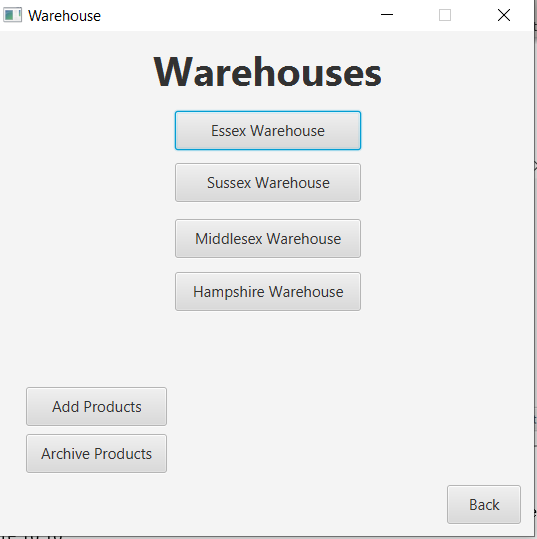 Warehouse
Warehouses
Essex Warehouse
Sussex Warehouse
Middlesex Warehouse
Hampshire Warehouse
Add Products
Archive Products
Back